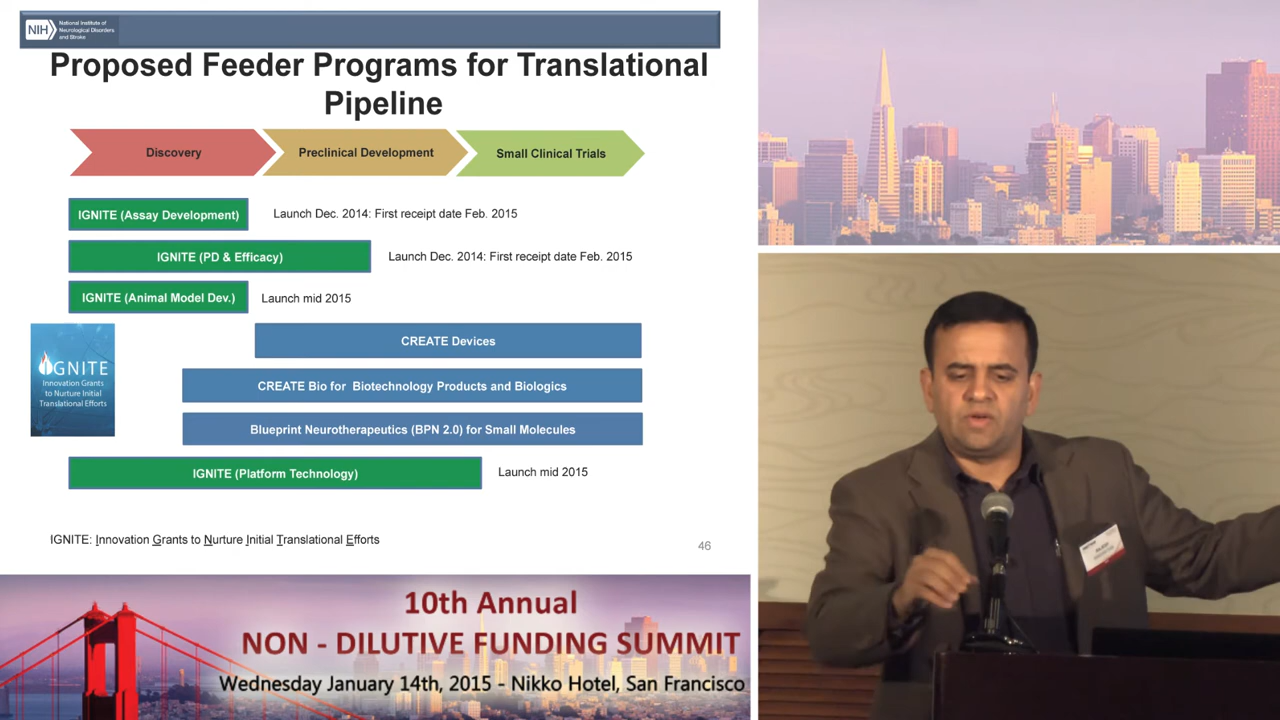 NIH
National Institute of
Neurological Disorders
and Stroke
Proposed Feeder Programs for Translational
Pipeline
Discovery
Preclinical Development
Small Clinical Trials
IGNITE (Assay Development)
Launch Dec. 2014: First receipt date Feb. 2015
IGNITE (PD & Efficacy)
Launch Dec. 2014: First receipt date Feb. 2015
IGNITE (Animal Model Dev.)
Launch mid 2015
CREATE Devices
IGNITE
Innovation Grants
to Nurture Initial
Translational Efforts
CREATE Bio for Biotechnology Products and Biologics
Blueprint Neurotherapeutics (BPN 2.0) for Small Molecules
IGNITE (Platform Technology)
Launch mid 2015
IGNITE: Innovation Grants to Nurture Initial Translational Efforts
46
10th Annual
NON - DILUTIVE FUNDING SUMMIT
Wednesday January 14th, 2015 - Nikko Hotel, San Francisco